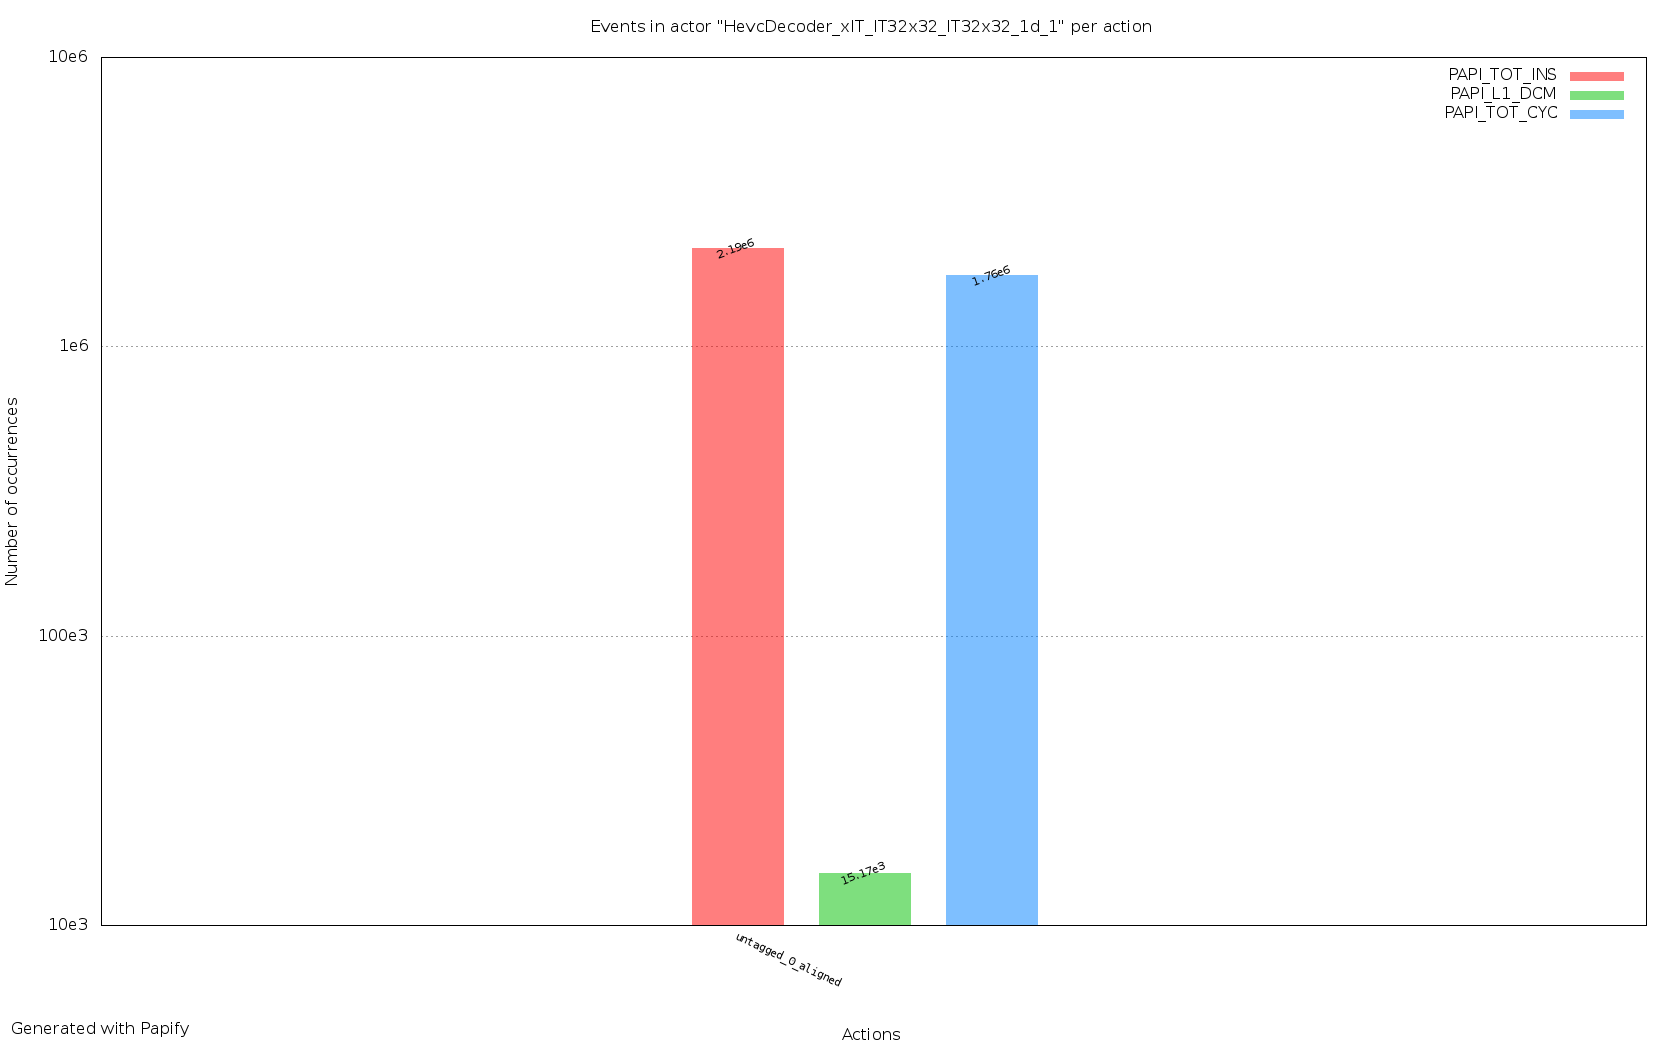 Events in actor "HevcDecoder_xIT_IT32x32_IT32x32_1d_1" per action
10e6
PAPI_TOT_INS
PAPI_L1_DCM
PAPI_TOT_CYC
2.19e6
1.76e6
1e6
Number of occurrences
100e3
15.17e3
10e3
untagged_0_aligned
Generated with Papify
Actions